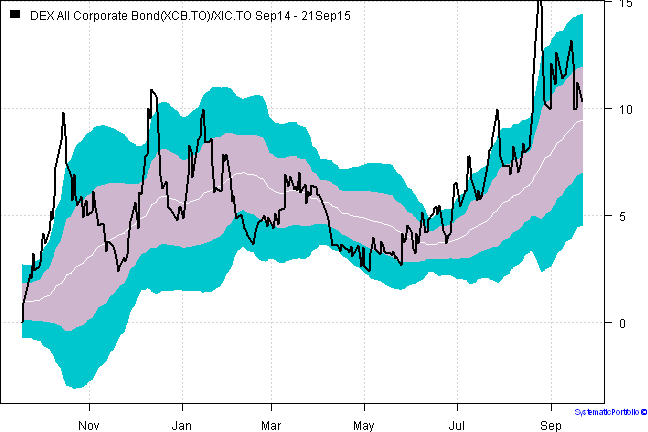 DEX All Corporate Bond(XCB.TO)/XIC.TO Sep14 - 21Sep15
15
10
5
0
Nov Jan Mar May Jul Sep
SystematicPortfolio ©